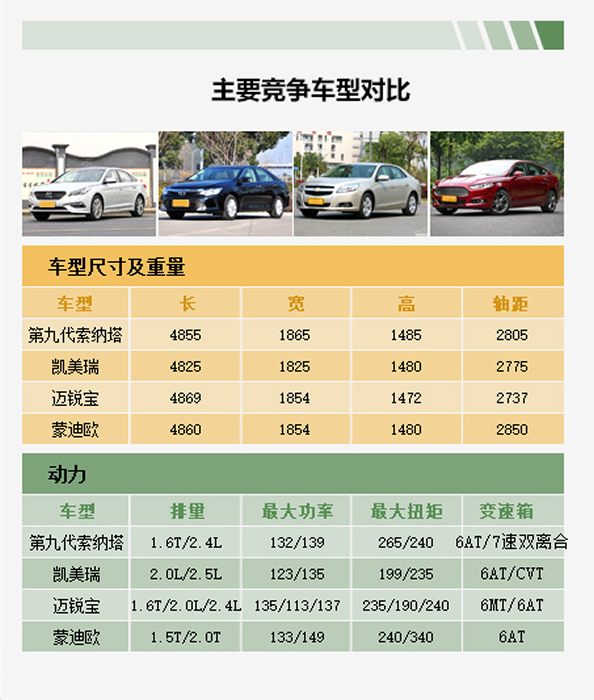 主要竞争车型对比
车型尺寸及重量
车型 长 宽 高 轴距
第九代索纳塔 4855 1865 1485 2805
凯美瑞 4825 1825 1480 2775
迈锐宝 4869 1854 1472 2737
蒙迪欧 4860 1854 1480 2850
动力
车型 排量 最大功率 最大扭矩 变速箱
第九代索纳塔 1.6T/2.4L 132/139 265/240 6AT/7速双离合
凯美瑞 2.0L/2.5L 123/135 199/235 6AT/CVT
迈锐宝 1.6T/2.0L/2.4L 135/113/137 235/190/240 6MT/6AT
蒙迪欧 1.5T/2.0T 133/149 240/340 6AT